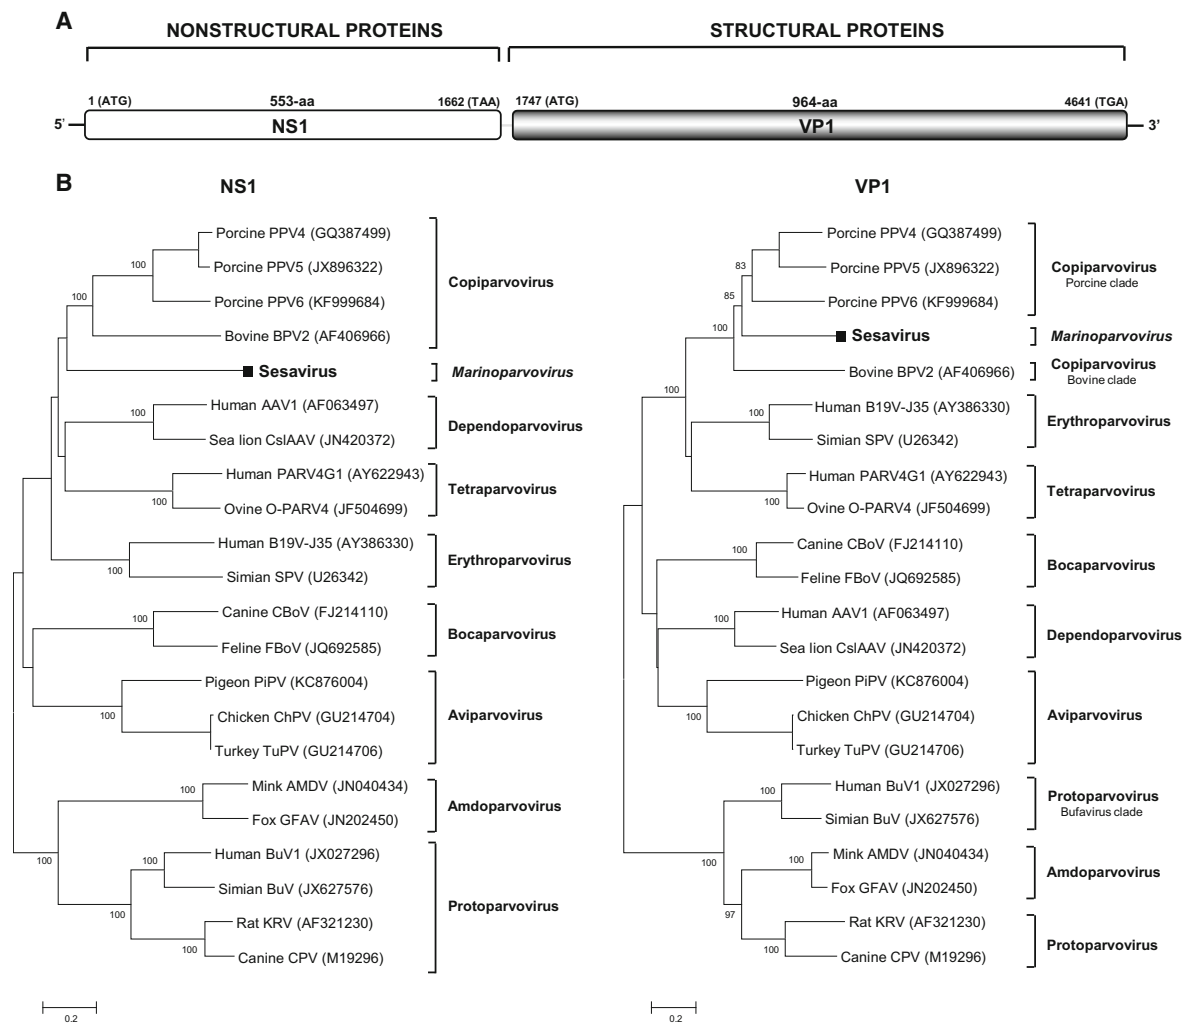 A
NONSTRUCTURAL PROTEINS
STRUCTURAL PROTEINS
1 (ATG)
553-aa
1662 (TAA)
1747 (ATG)
964-aa
4641 (TGA)
5'
NS1
VP1
3'
B
NS1
Porcine PPV4 (GQ387499)
100
Porcine PPV5 (JX896322)
Copiparvovirus
100
Porcine PPV6 (KF999684)
Bovine BPV2 (AF406966)
Sesavirus
Marinoparvovirus
Human AAV1 (AF063497)
100
Dependoparvovirus
Sea lion CslAAV (JN420372)
Human PARV4G1 (AY622943)
Tetraparvovirus
100
Ovine O-PARV4 (JF504699)
Human B19V-J35 (AY386330)
Erythroparvovirus
100
Simian SPV (U26342)
Canine CBoV (FJ214110)
100
Bocaparvovirus
Feline FBoV (JQ692585)
Pigeon PiPV (KC876004)
100
Chicken ChPV (GU214704)
Aviparvovirus
Turkey TuPV (GU214706)
Mink AMDV (JN040434)
100
Amdoparvovirus
Fox GFAV (JN202450)
100
Human BuV1 (JX027296)
100
Simian BuV (JX627576)
Protoparvovirus
100
Rat KRV (AF321230)
100
Canine CPV (M19296)
0.2
VP1
Porcine PPV4 (GQ387499)
83
Porcine PPV5 (JX896322)
Copiparvovirus
Porcine clade
85
Porcine PPV6 (KF999684)
100
Sesavirus
Marinoparvovirus
Bovine BPV2 (AF406966)
Copiparvovirus
Bovine clade
100
Human B19V-J35 (AY386330)
100
Erythroparvovirus
Simian SPV (U26342)
Human PARV4G1 (AY622943)
Tetraparvovirus
100
Ovine O-PARV4 (JF504699)
Canine CBoV (FJ214110)
100
Bocaparvovirus
Feline FBoV (JQ692585)
Human AAV1 (AF063497)
100
Dependoparvovirus
Sea lion CslAAV (JN420372)
Pigeon PiPV (KC876004)
100
Chicken ChPV (GU214704)
Aviparvovirus
Turkey TuPV (GU214706)
Human BuV1 (JX027296)
100
Protoparvovirus
Bufavirus clade
Simian BuV (JX627576)
100
Mink AMDV (JN040434)
100
Amdoparvovirus
Fox GFAV (JN202450)
97
Rat KRV (AF321230)
100
Protoparvovirus
Canine CPV (M19296)
0.2